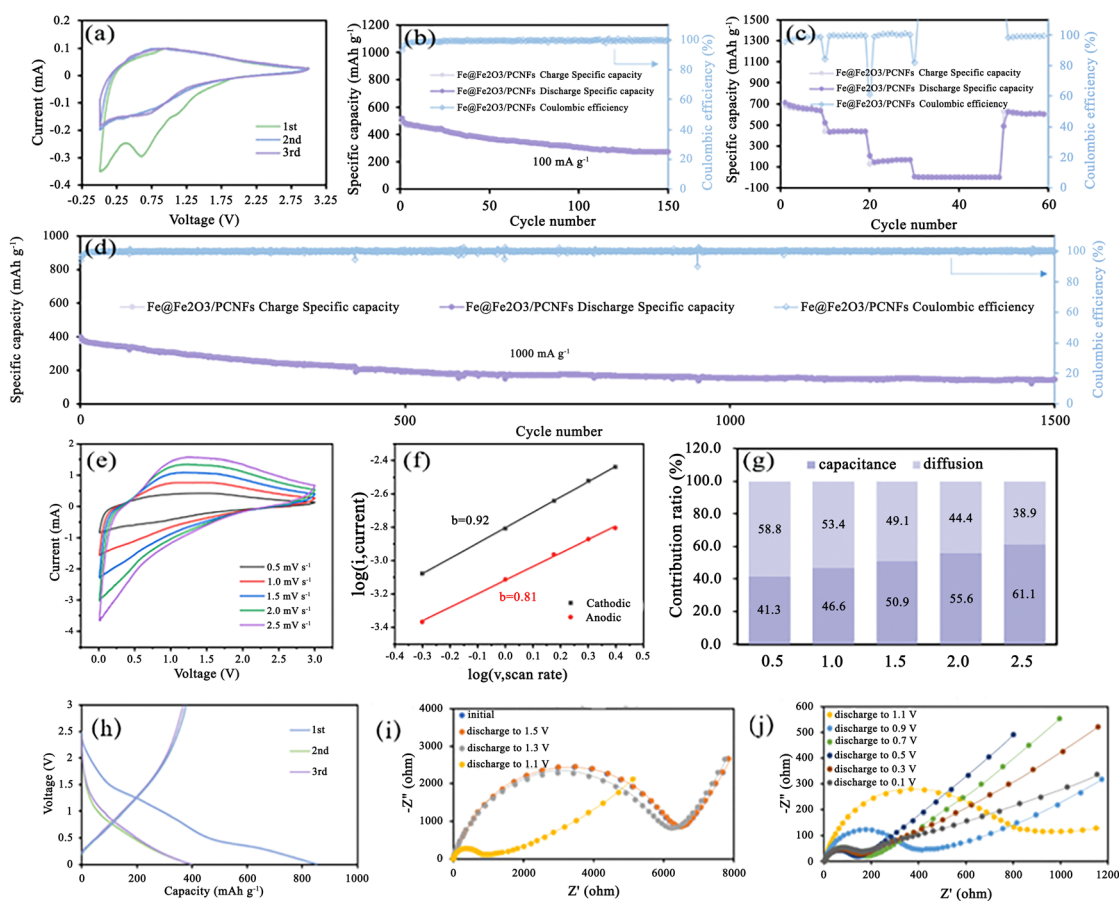 (a)
Current (mA)
0.2
0.1
0
-0.1
-0.2
-0.3
-0.4
1st
2nd
3rd
-0.25 0.25 0.75 1.25 1.75 2.25 2.75 3.25
Voltage (V)
(b)
Specific capacity (mAh g-1)
1200
1000
800
600
400
200
0
Fe@Fe2O3/PCNFs Charge Specific capacity
Fe@Fe2O3/PCNFs Discharge Specific capacity
Fe@Fe2O3/PCNFs Coulombic efficiency
100 mA g-1
0 50 100 150
Cycle number
100
80
60
40
20
0
Coulombic efficiency (%)
(c)
Specific capacity (mAh g-1)
1500
1300
1100
900
700
500
300
100
-100
Fe@Fe2O3/PCNFs Charge Specific capacity
Fe@Fe2O3/PCNFs Discharge Specific capacity
Fe@Fe2O3/PCNFs Coulombic efficiency
0 20 40 60
Cycle number
100
80
60
40
20
0
Coulombic efficiency (%)
(d)
Specific capacity (mAh g-1)
1000
800
600
400
200
0
Fe@Fe2O3/PCNFs Charge Specific capacity
Fe@Fe2O3/PCNFs Discharge Specific capacity
Fe@Fe2O3/PCNFs Coulombic efficiency
1000 mA g-1
0 500 1000 1500
Cycle number
100
80
60
40
20
0
Coulombic efficiency (%)
(e)
Current (mA)
2
1
0
-1
-2
-3
-4
0.5 mV s-1
1.0 mV s-1
1.5 mV s-1
2.0 mV s-1
2.5 mV s-1
0.0 0.5 1.0 1.5 2.0 2.5 3.0
Voltage (V)
(f)
log(i,current)
-2.4
-2.6
-2.8
-3.0
-3.2
-3.4
b=0.92
b=0.81
Cathodic
Anodic
-0.4 -0.3 -0.2 -0.1 0.0 0.1 0.2 0.3 0.4 0.5
log(v,scan rate)
(g)
Contribution ratio (%)
120.0
100.0
80.0
60.0
40.0
20.0
0.0
capacitance
diffusion
58.8 53.4 49.1 44.4 38.9
41.3 46.6 50.9 55.6 61.1
0.5 1.0 1.5 2.0 2.5
(h)
Voltage (V)
3
2.5
2
1.5
1
0.5
0
1st
2nd
3rd
0 200 400 600 800 1000
Capacity (mAh g-1)
(i)
-Z'' (ohm)
4000
3000
2000
1000
0
initial
discharge to 1.5 V
discharge to 1.3 V
discharge to 1.1 V
0 2000 4000 6000 8000
Z' (ohm)
(j)
-Z'' (ohm)
600
500
400
300
200
100
0
discharge to 1.1 V
discharge to 0.9 V
discharge to 0.7 V
discharge to 0.5 V
discharge to 0.3 V
discharge to 0.1 V
0 200 400 600 800 1000 1200
Z' (ohm)